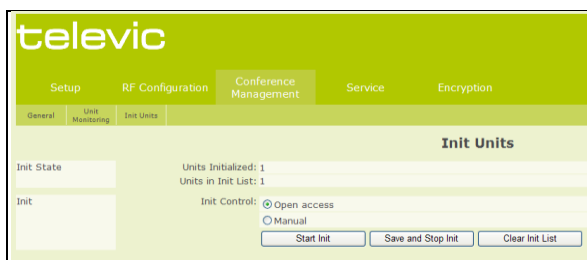 televic
Setup RF Configuration Conference Management Service Encryption
General Unit Monitoring Init Units
Init Units
Init State Units Initialized: 1
Units in Init List: 1
Init Init Control: Open access
Manual
Start Init Save and Stop Init Clear Init List